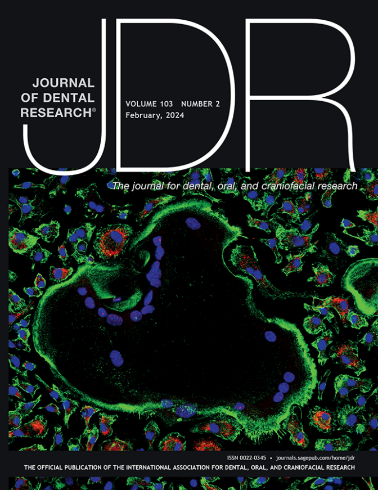 JDR
JOURNAL
OF DENTAL
RESEARCH®
VOLUME 103 NUMBER 2
February, 2024
The journal for dental, oral, and craniofacial research
ISSN 0022-0345 • journals.sagepub.com/home/jdr
THE OFFICIAL PUBLICATION OF THE INTERNATIONAL ASSOCIATION FOR DENTAL, ORAL, AND CRANIOFACIAL RESEARCH